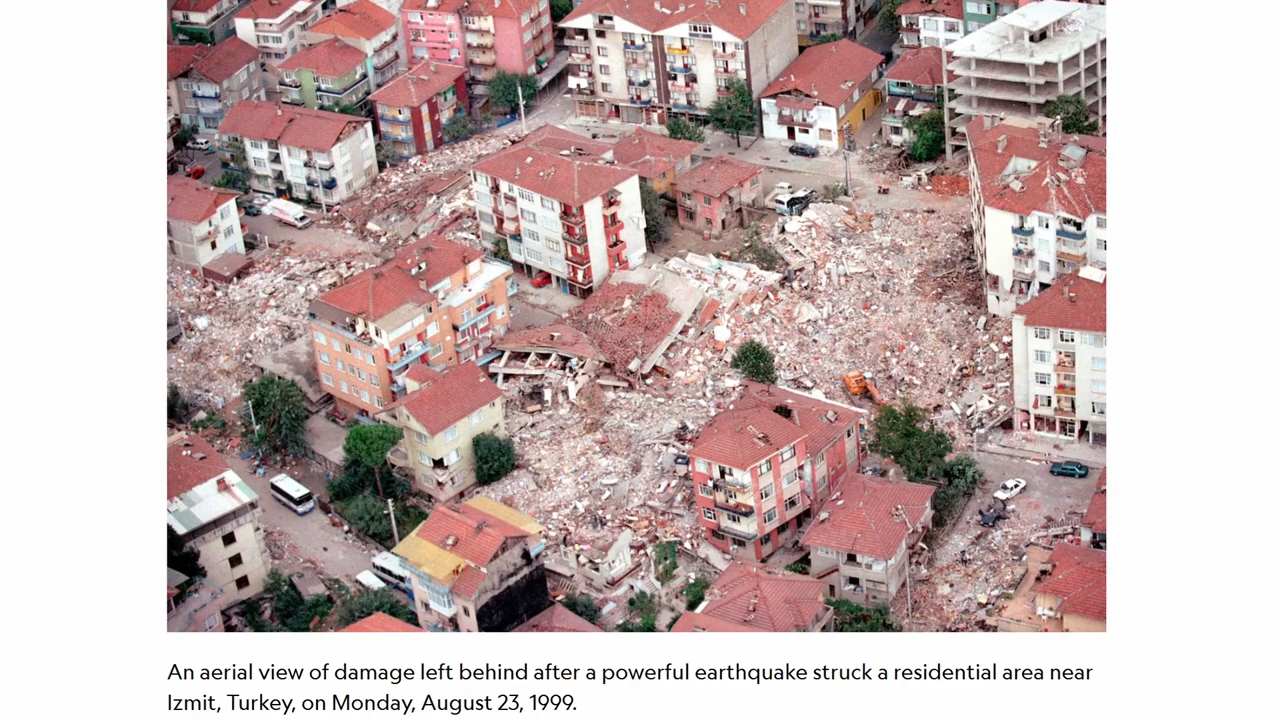 An aerial view of damage left behind after a powerful earthquake struck a residential area near
Izmit, Turkey, on Monday, August 23, 1999.